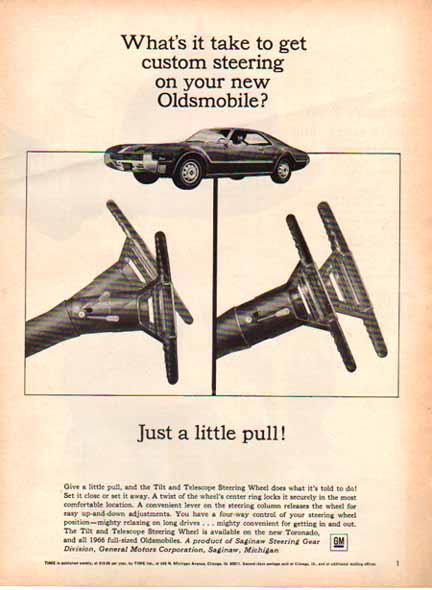 What's it take to get
custom steering
on your new
Oldsmobile?
Just a little pull!
Give a little pull, and the Tilt and Telescope Steering Wheel does what it's told to do!
Set it close or set it away. A twist of the wheel's center ring locks it securely in the most
comfortable location. A convenient lever on the steering column releases the wheel for
easy up-and-down adjustments. You have a four-way control of your steering wheel
position—mighty relaxing on long drives . . . mighty convenient for getting in and out.
The Tilt and Telescope Steering Wheel is available on the new Toronado,
and all 1966 full-sized Oldsmobiles. A product of Saginaw Steering Gear
Division, General Motors Corporation, Saginaw, Michigan
GM
TIME is published weekly, at $10.00 per year, by TIME Inc., at 540 N. Michigan Avenue, Chicago, Ill. 60611. Second-class postage paid at Chicago, Ill., and at additional mailing offices.
1